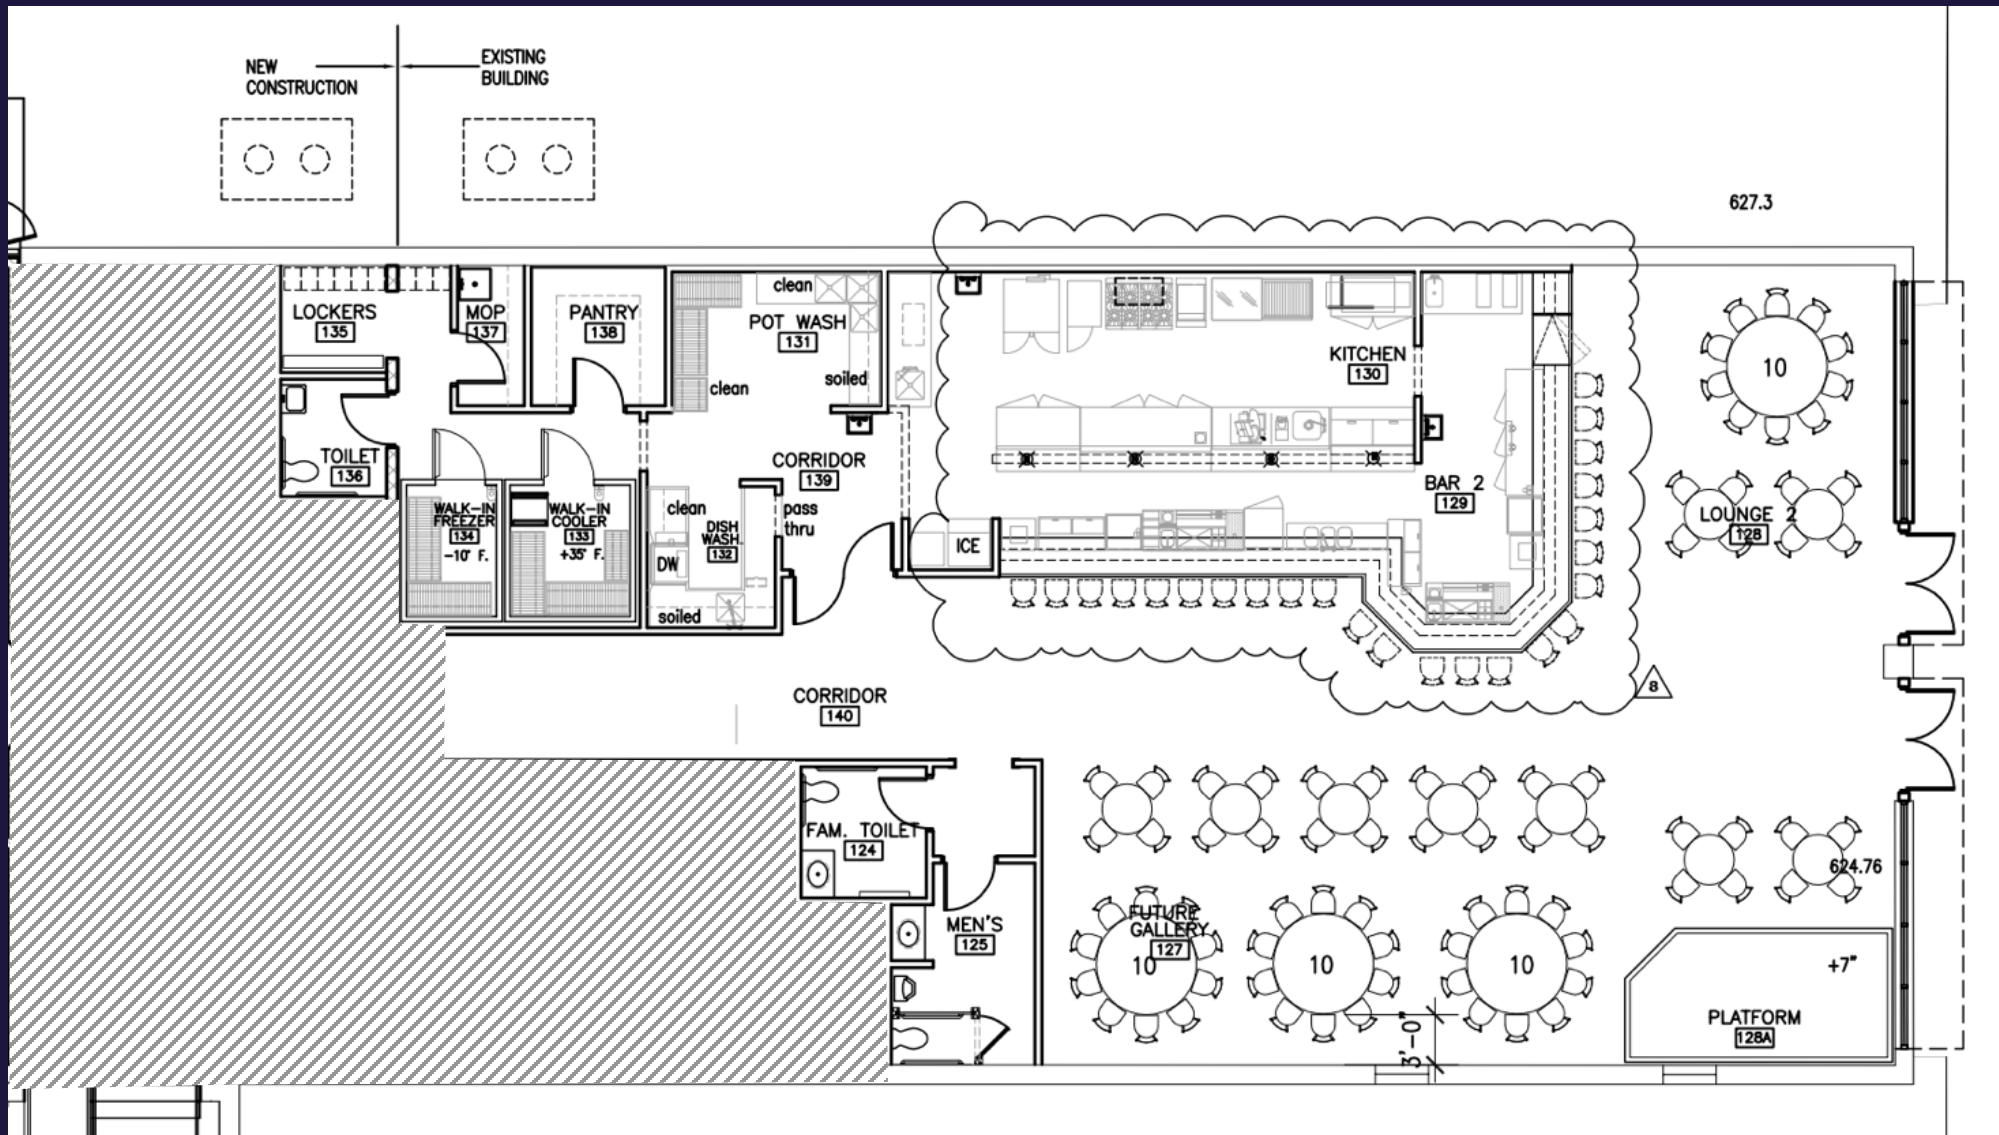 NEW
CONSTRUCTION
EXISTING
BUILDING
627.3
LOCKERS
135
MOP
137
PANTRY
138
clean
POT WASH
131
clean
soiled
KITCHEN
130
10
TOILET
136
CORRIDOR
139
BAR 2
129
LOUNGE 2
128
WALK-IN
FREEZER
134
-10° F.
WALK-IN
COOLER
133
+35° F.
clean
DISH
WASH.
132
DW
soiled
pass
thru
ICE
8
CORRIDOR
140
FAM. TOILET
124
624.76
MEN'S
125
FUTURE
GALLERY
127
10
10
10
+7"
PLATFORM
128A
3'-0"